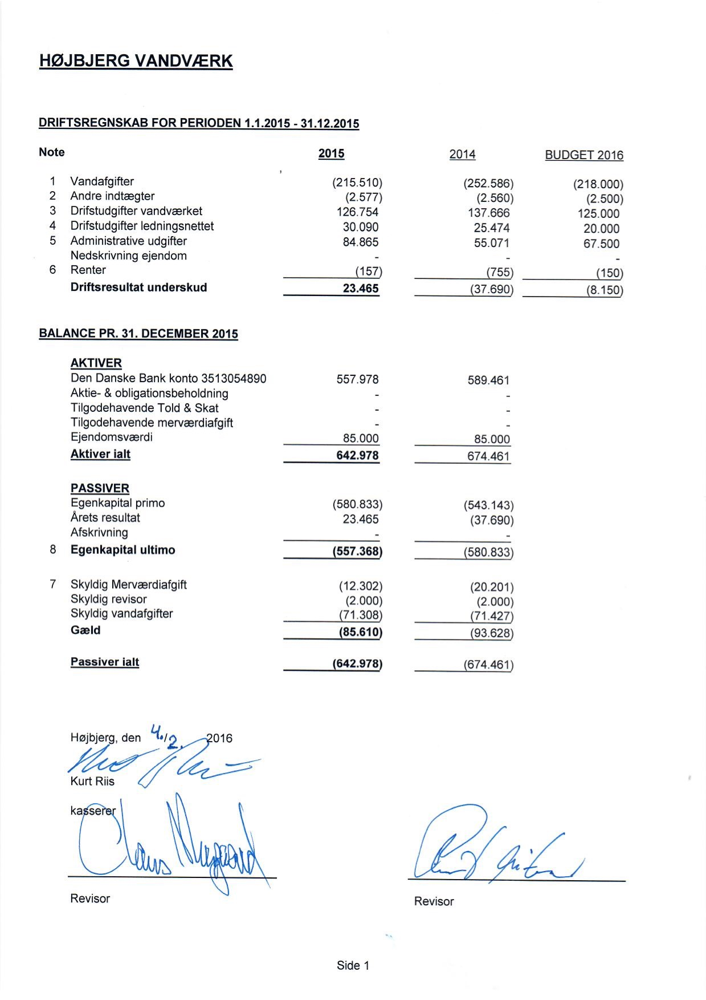 HØJBJERG VANDVÆRK
DRIFTSREGNSKAB FOR PERIODEN 1.1.2015 - 31.12.2015
Note 2015 2014 BUDGET 2016
1 Vandafgifter (215.510) (252.586) (218.000)
2 Andre indtægter (2.577) (2.560) (2.500)
3 Drifstudgifter vandværket 126.754 137.666 125.000
4 Drifstudgifter ledningsnettet 30.090 25.474 20.000
5 Administrative udgifter 84.865 55.071 67.500
Nedskrivning ejendom - - -
6 Renter (157) (755) (150)
Driftsresultat underskud 23.465 (37.690) (8.150)
BALANCE PR. 31. DECEMBER 2015
AKTIVER
Den Danske Bank konto 3513054890 557.978 589.461
Aktie- & obligationsbeholdning - -
Tilgodehavende Told & Skat - -
Tilgodehavende merværdiafgift - -
Ejendomsværdi 85.000 85.000
Aktiver ialt 642.978 674.461
PASSIVER
Egenkapital primo (580.833) (543.143)
Årets resultat 23.465 (37.690)
Afskrivning - -
8 Egenkapital ultimo (557.368) (580.833)
7 Skyldig Merværdiafgift (12.302) (20.201)
Skyldig revisor (2.000) (2.000)
Skyldig vandafgifter (71.308) (71.427)
Gæld (85.610) (93.628)
Passiver ialt (642.978) (674.461)
Højbjerg, den 4./2. 2016
Kurt Riis
kasserer
Claus
Revisor Revisor
Side 1